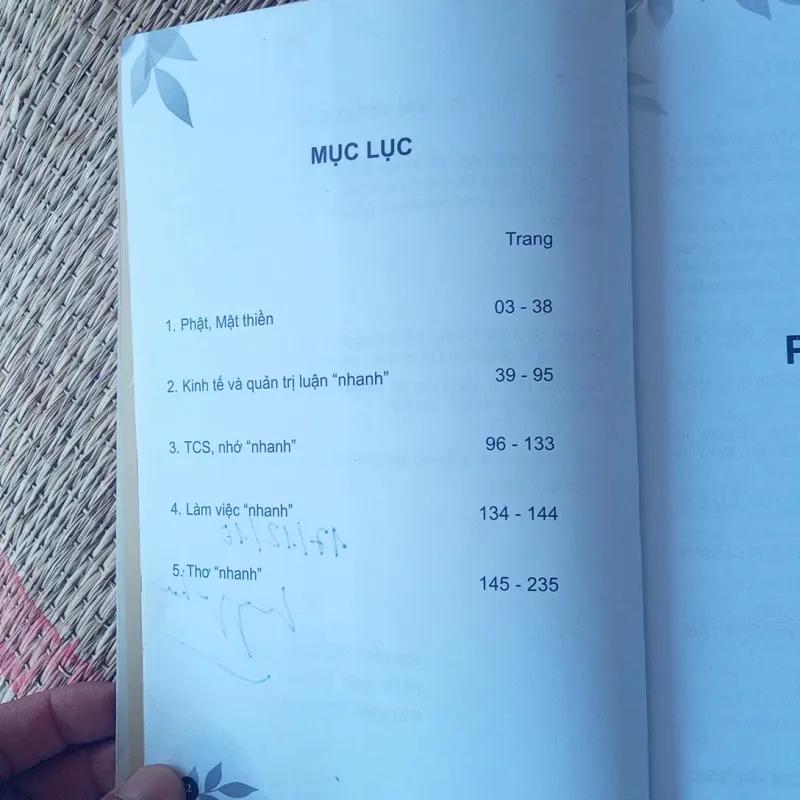 MỤC LỤC
Trang
1. Phật, Mật thiền 03 - 38
2. Kinh tế và quản trị luận “nhanh” 39 - 95
3. TCS, nhớ “nhanh” 96 - 133
4. Làm việc “nhanh” 134 - 144
5. Thơ “nhanh” 145 - 235
2